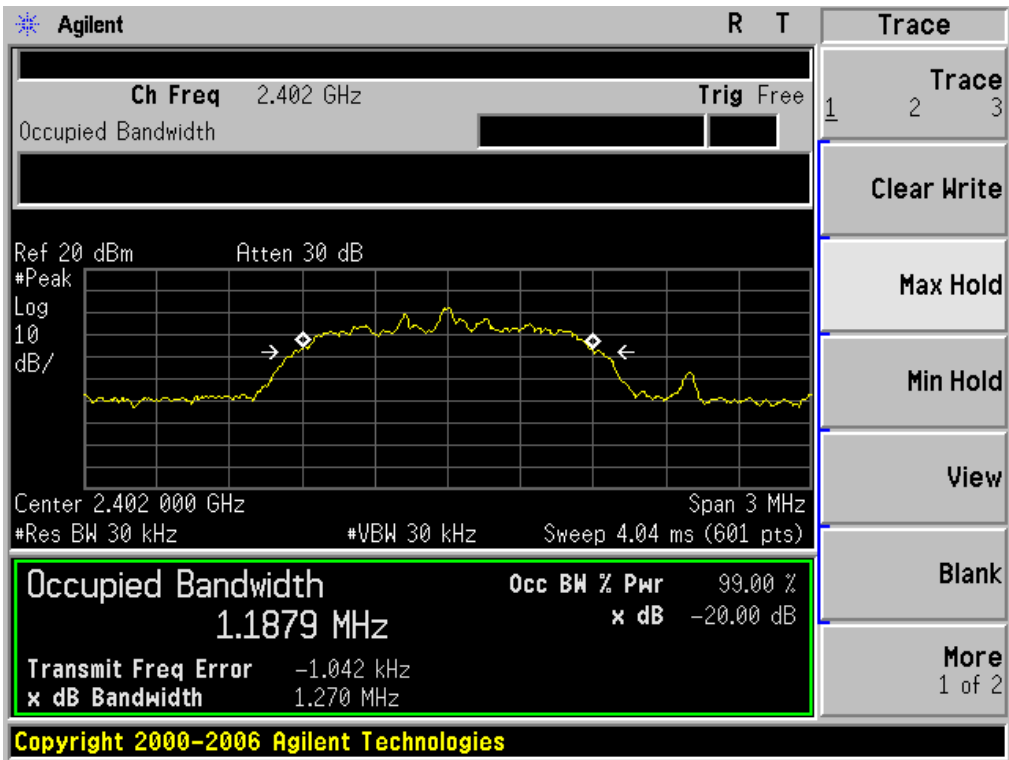 Agilent R T Trace
Ch Freq 2.402 GHz Trig Free
Occupied Bandwidth
Ref 20 dBm Atten 30 dB
#Peak
Log
10
dB/
Center 2.402 000 GHz Span 3 MHz
#Res BW 30 kHz #VBW 30 kHz Sweep 4.04 ms (601 pts)
Occupied Bandwidth Occ BW % Pwr 99.00 %
1.1879 MHz x dB -20.00 dB
Transmit Freq Error -1.042 kHz
x dB Bandwidth 1.270 MHz
Copyright 2000-2006 Agilent Technologies
Trace
1 2 3
Clear Write
Max Hold
Min Hold
View
Blank
More
1 of 2